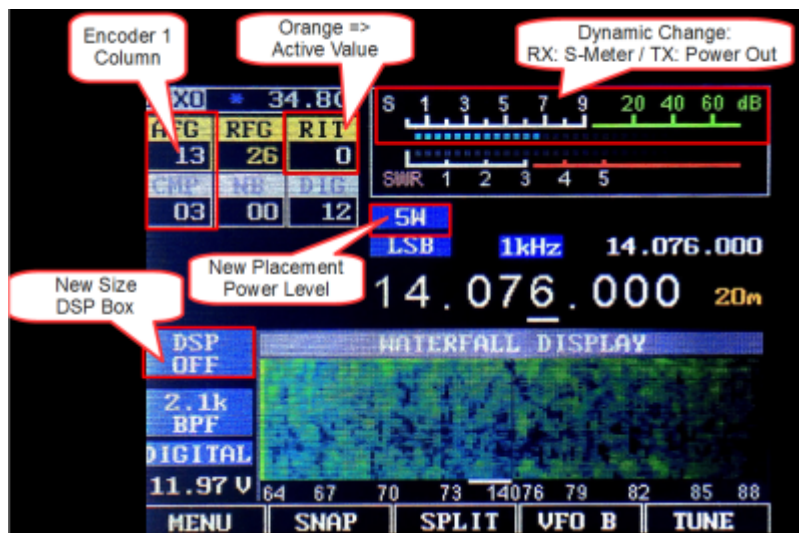 Encoder 1
Column
Orange =>
Active Value
Dynamic Change:
RX: S-Meter / TX: Power Out
* 34.80
AFG RFG RIT
13 26 0
CMP NB DIG
03 00 12
S 1 3 5 7 9 20 40 60 dB
SWR 1 2 3 4 5
5W
LSB 1kHz 14.076.000
14.076.000 20m
New Placement
Power Level
New Size
DSP Box
DSP
OFF
WATERFALL DISPLAY
2.1k
BPF
DIGITAL
11.97 V
64 67 70 73 14076 79 82 85 88
MENU SNAP SPLIT VFO B TUNE